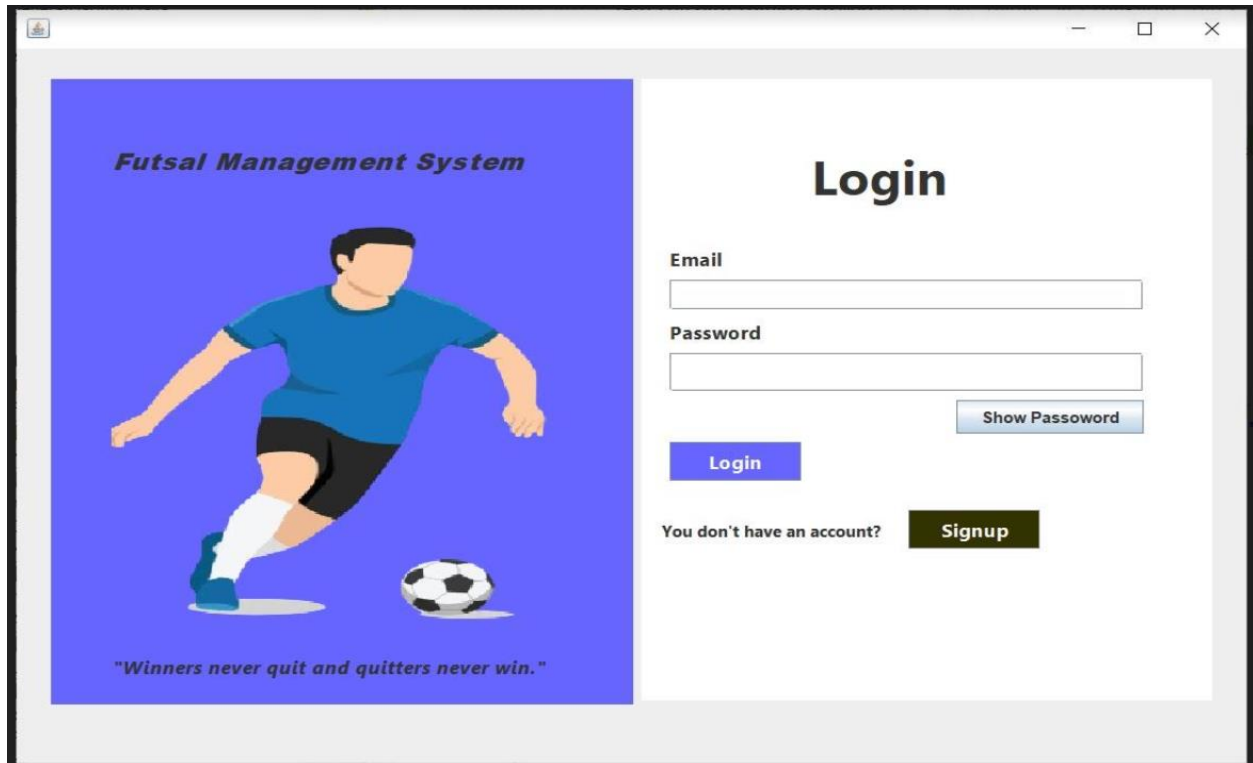 Futsal Management System
"Winners never quit and quitters never win."
Login
Email
Password
Show Passoword
Login
You don't have an account?
Signup